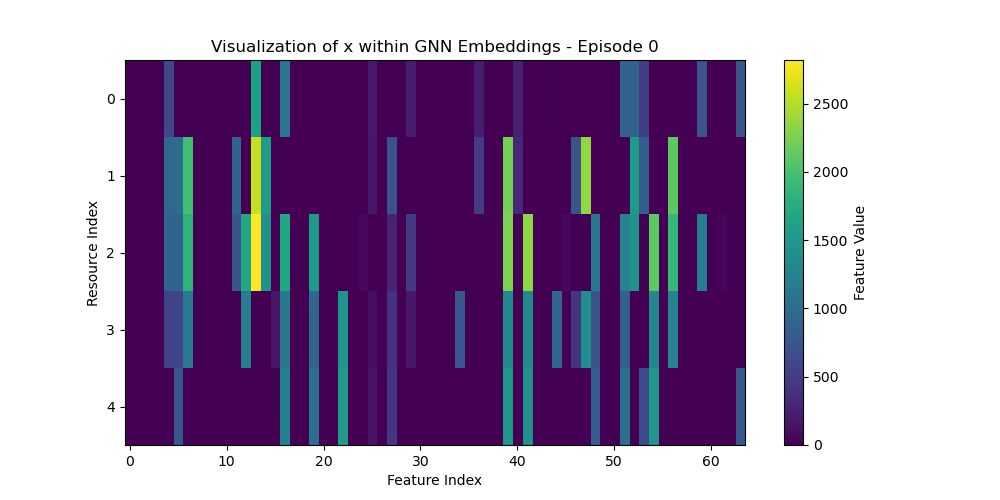 Visualization of x within GNN Embeddings - Episode 0
Resource Index
0
1
2
3
4
0 10 20 30 40 50 60
Feature Index
2500
2000
1500
1000
500
0
Feature Value